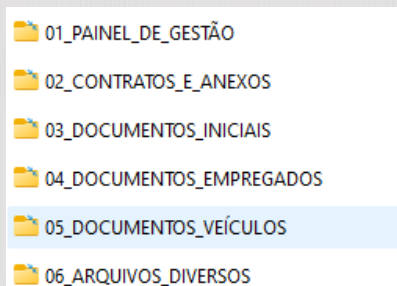 01_PAINEL_DE_GESTÃO
02_CONTRATOS_E_ANEXOS
03_DOCUMENTOS_INICIAIS
04_DOCUMENTOS_EMPREGADOS
05_DOCUMENTOS_VEÍCULOS
06_ARQUIVOS_DIVERSOS